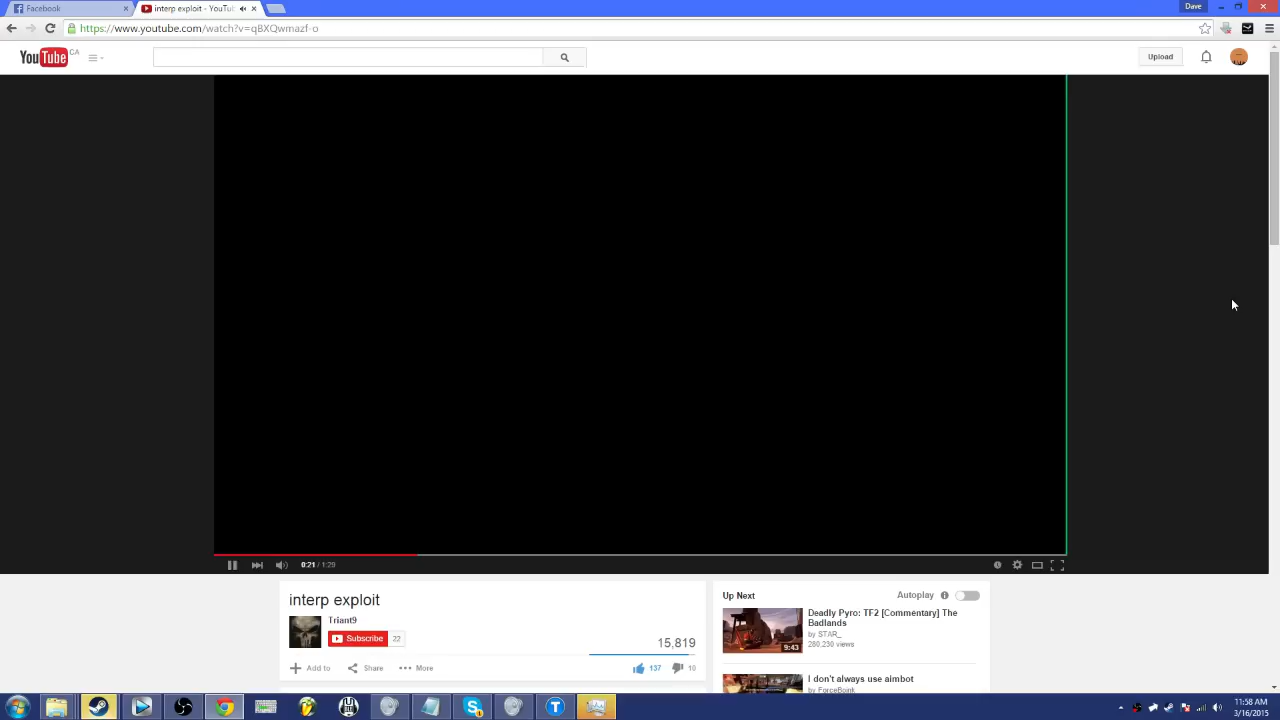 Facebook
interp exploit - YouTu
Dave
https://www.youtube.com/watch?v=qBXQwmazf-o
YouTube CA
Upload
0:21 / 1:29
interp exploit
Triant9
Subscribe 22
15,819
Add to Share More
137 10
Up Next
Autoplay
Deadly Pyro: TF2 [Commentary] The
Badlands
by STAR_
280,230 views
9:43
I don't always use aimbot
by ForceBoink
11:58 AM
3/16/2015